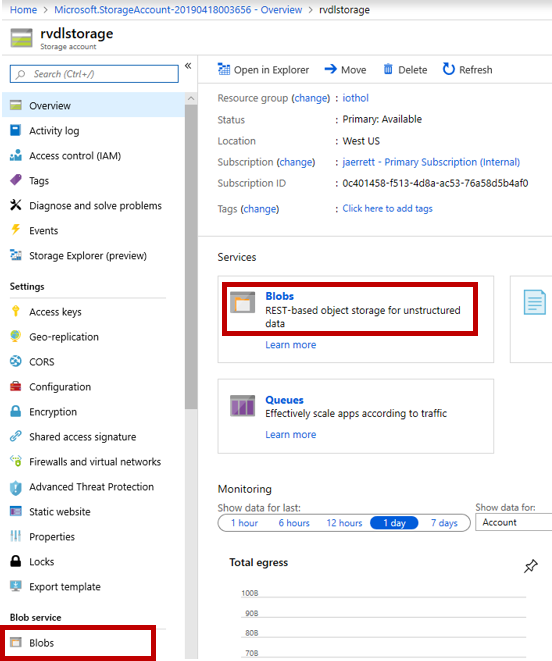 Home > Microsoft.StorageAccount-20190418003656 - Overview > rvdlstorage
rvdlstorage
Storage account
Search (Ctrl+/)
«
Overview
Activity log
Access control (IAM)
Tags
Diagnose and solve problems
Events
Storage Explorer (preview)
Settings
Access keys
Geo-replication
CORS
Configuration
Encryption
Shared access signature
Firewalls and virtual networks
Advanced Threat Protection
Static website
Properties
Locks
Export template
Blob service
Blobs
Open in Explorer Move Delete Refresh
Resource group (change) : iothol
Status : Primary: Available
Location : West US
Subscription (change) : jaerrett - Primary Subscription (Internal)
Subscription ID : 0c401458-f513-4d8a-ac53-76a58d5b4af0
Tags (change) : Click here to add tags
Services
Blobs
REST-based object storage for unstructured
data
Learn more
Queues
Effectively scale apps according to traffic
Learn more
Monitoring
Show data for last: Show data for:
1 hour 6 hours 12 hours 1 day 7 days Account
Total egress
100B
90B
80B
70B